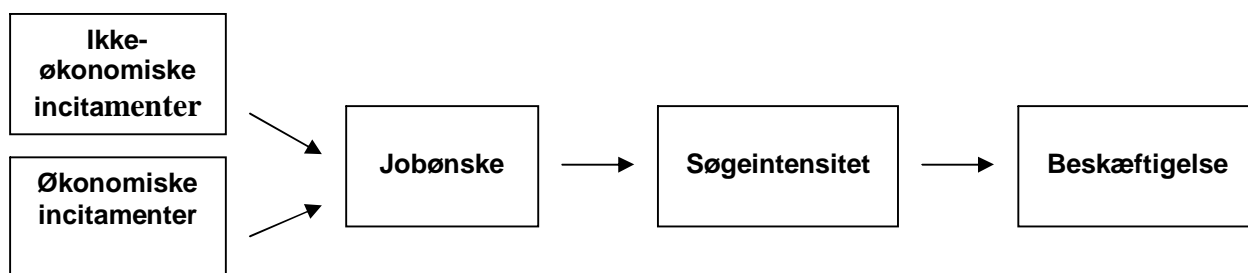 Ikke-
økonomiske
incitamenter
Økonomiske
incitamenter
Jobønske
Søgeintensitet
Beskæftigelse